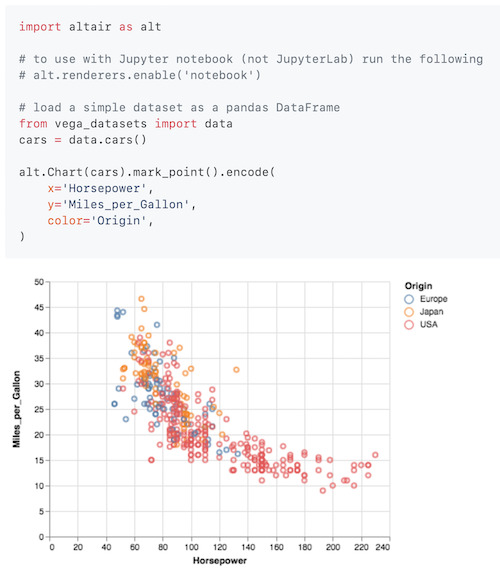 import altair as alt
# to use with Jupyter notebook (not JupyterLab) run the following
# alt.renderers.enable('notebook')
# load a simple dataset as a pandas DataFrame
from vega_datasets import data
cars = data.cars()
alt.Chart(cars).mark_point().encode(
    x='Horsepower',
    y='Miles_per_Gallon',
    color='Origin',
)
50
45
40
35
30
25
20
15
10
5
0
Miles_per_Gallon
0 20 40 60 80 100 120 140 160 180 200 220 240
Horsepower
Origin
Europe
Japan
USA